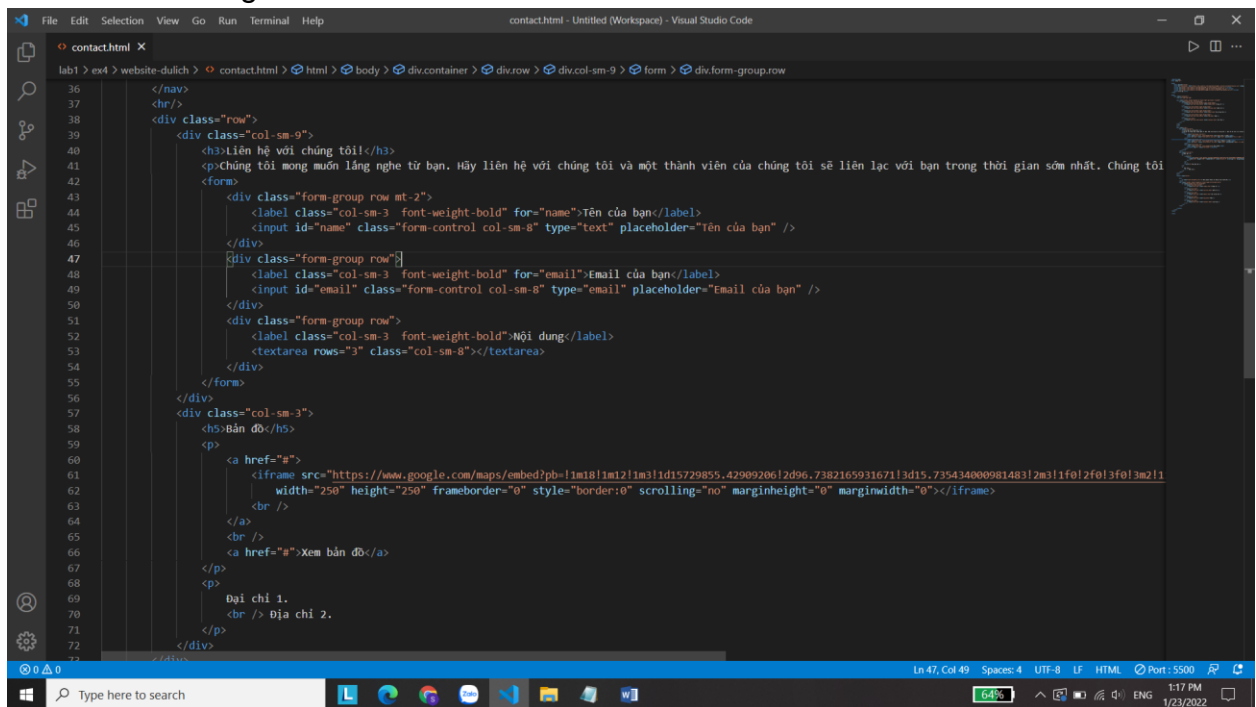 File Edit Selection View Go Run Terminal Help contact.html - Untitled (Workspace) - Visual Studio Code
contact.html
lab1 > ex4 > website-dulich > contact.html > html > body > div.container > div.row > div.col-sm-9 > form > div.form-group.row
36 </nav>
37 <hr/>
38 <div class="row">
39 <div class="col-sm-9">
40 <h3>Liên hệ với chúng tôi!</h3>
41 <p>Chúng tôi mong muốn lắng nghe từ bạn. Hãy liên hệ với chúng tôi và một thành viên của chúng tôi sẽ liên lạc với bạn trong thời gian sớm nhất. Chúng tôi
42 <form>
43 <div class="form-group row mt-2">
44 <label class="col-sm-3 font-weight-bold" for="name">Tên của bạn</label>
45 <input id="name" class="form-control col-sm-8" type="text" placeholder="Tên của bạn" />
46 </div>
47 <div class="form-group row">
48 <label class="col-sm-3 font-weight-bold" for="email">Email của bạn</label>
49 <input id="email" class="form-control col-sm-8" type="email" placeholder="Email của bạn" />
50 </div>
51 <div class="form-group row">
52 <label class="col-sm-3 font-weight-bold">Nội dung</label>
53 <textarea rows="3" class="col-sm-8"></textarea>
54 </div>
55 </form>
56 </div>
57 <div class="col-sm-3">
58 <h5>Bản đồ</h5>
59 <p>
60 <a href="#">
61 <iframe src="https://www.google.com/maps/embed?pb=!1m18!1m12!1m3!1d15729855.42909206!2d96.7382165931671!3d15.735434000981483!2m3!1f0!2f0!3f0!3m2!1
62 width="250" height="250" frameborder="0" style="border:0" scrolling="no" marginheight="0" marginwidth="0"></iframe>
63 <br />
64 </a>
65 <br />
66 <a href="#">Xem bản đồ</a>
67 </p>
68 <p>
69 Đại chỉ 1.
70 <br /> Địa chỉ 2.
71 </p>
72 </div>
73 </div>
0 0 Ln 47, Col 49 Spaces: 4 UTF-8 LF HTML Port : 5500
Type here to search L Zalo 64% ENG 1:17 PM
1/23/2022